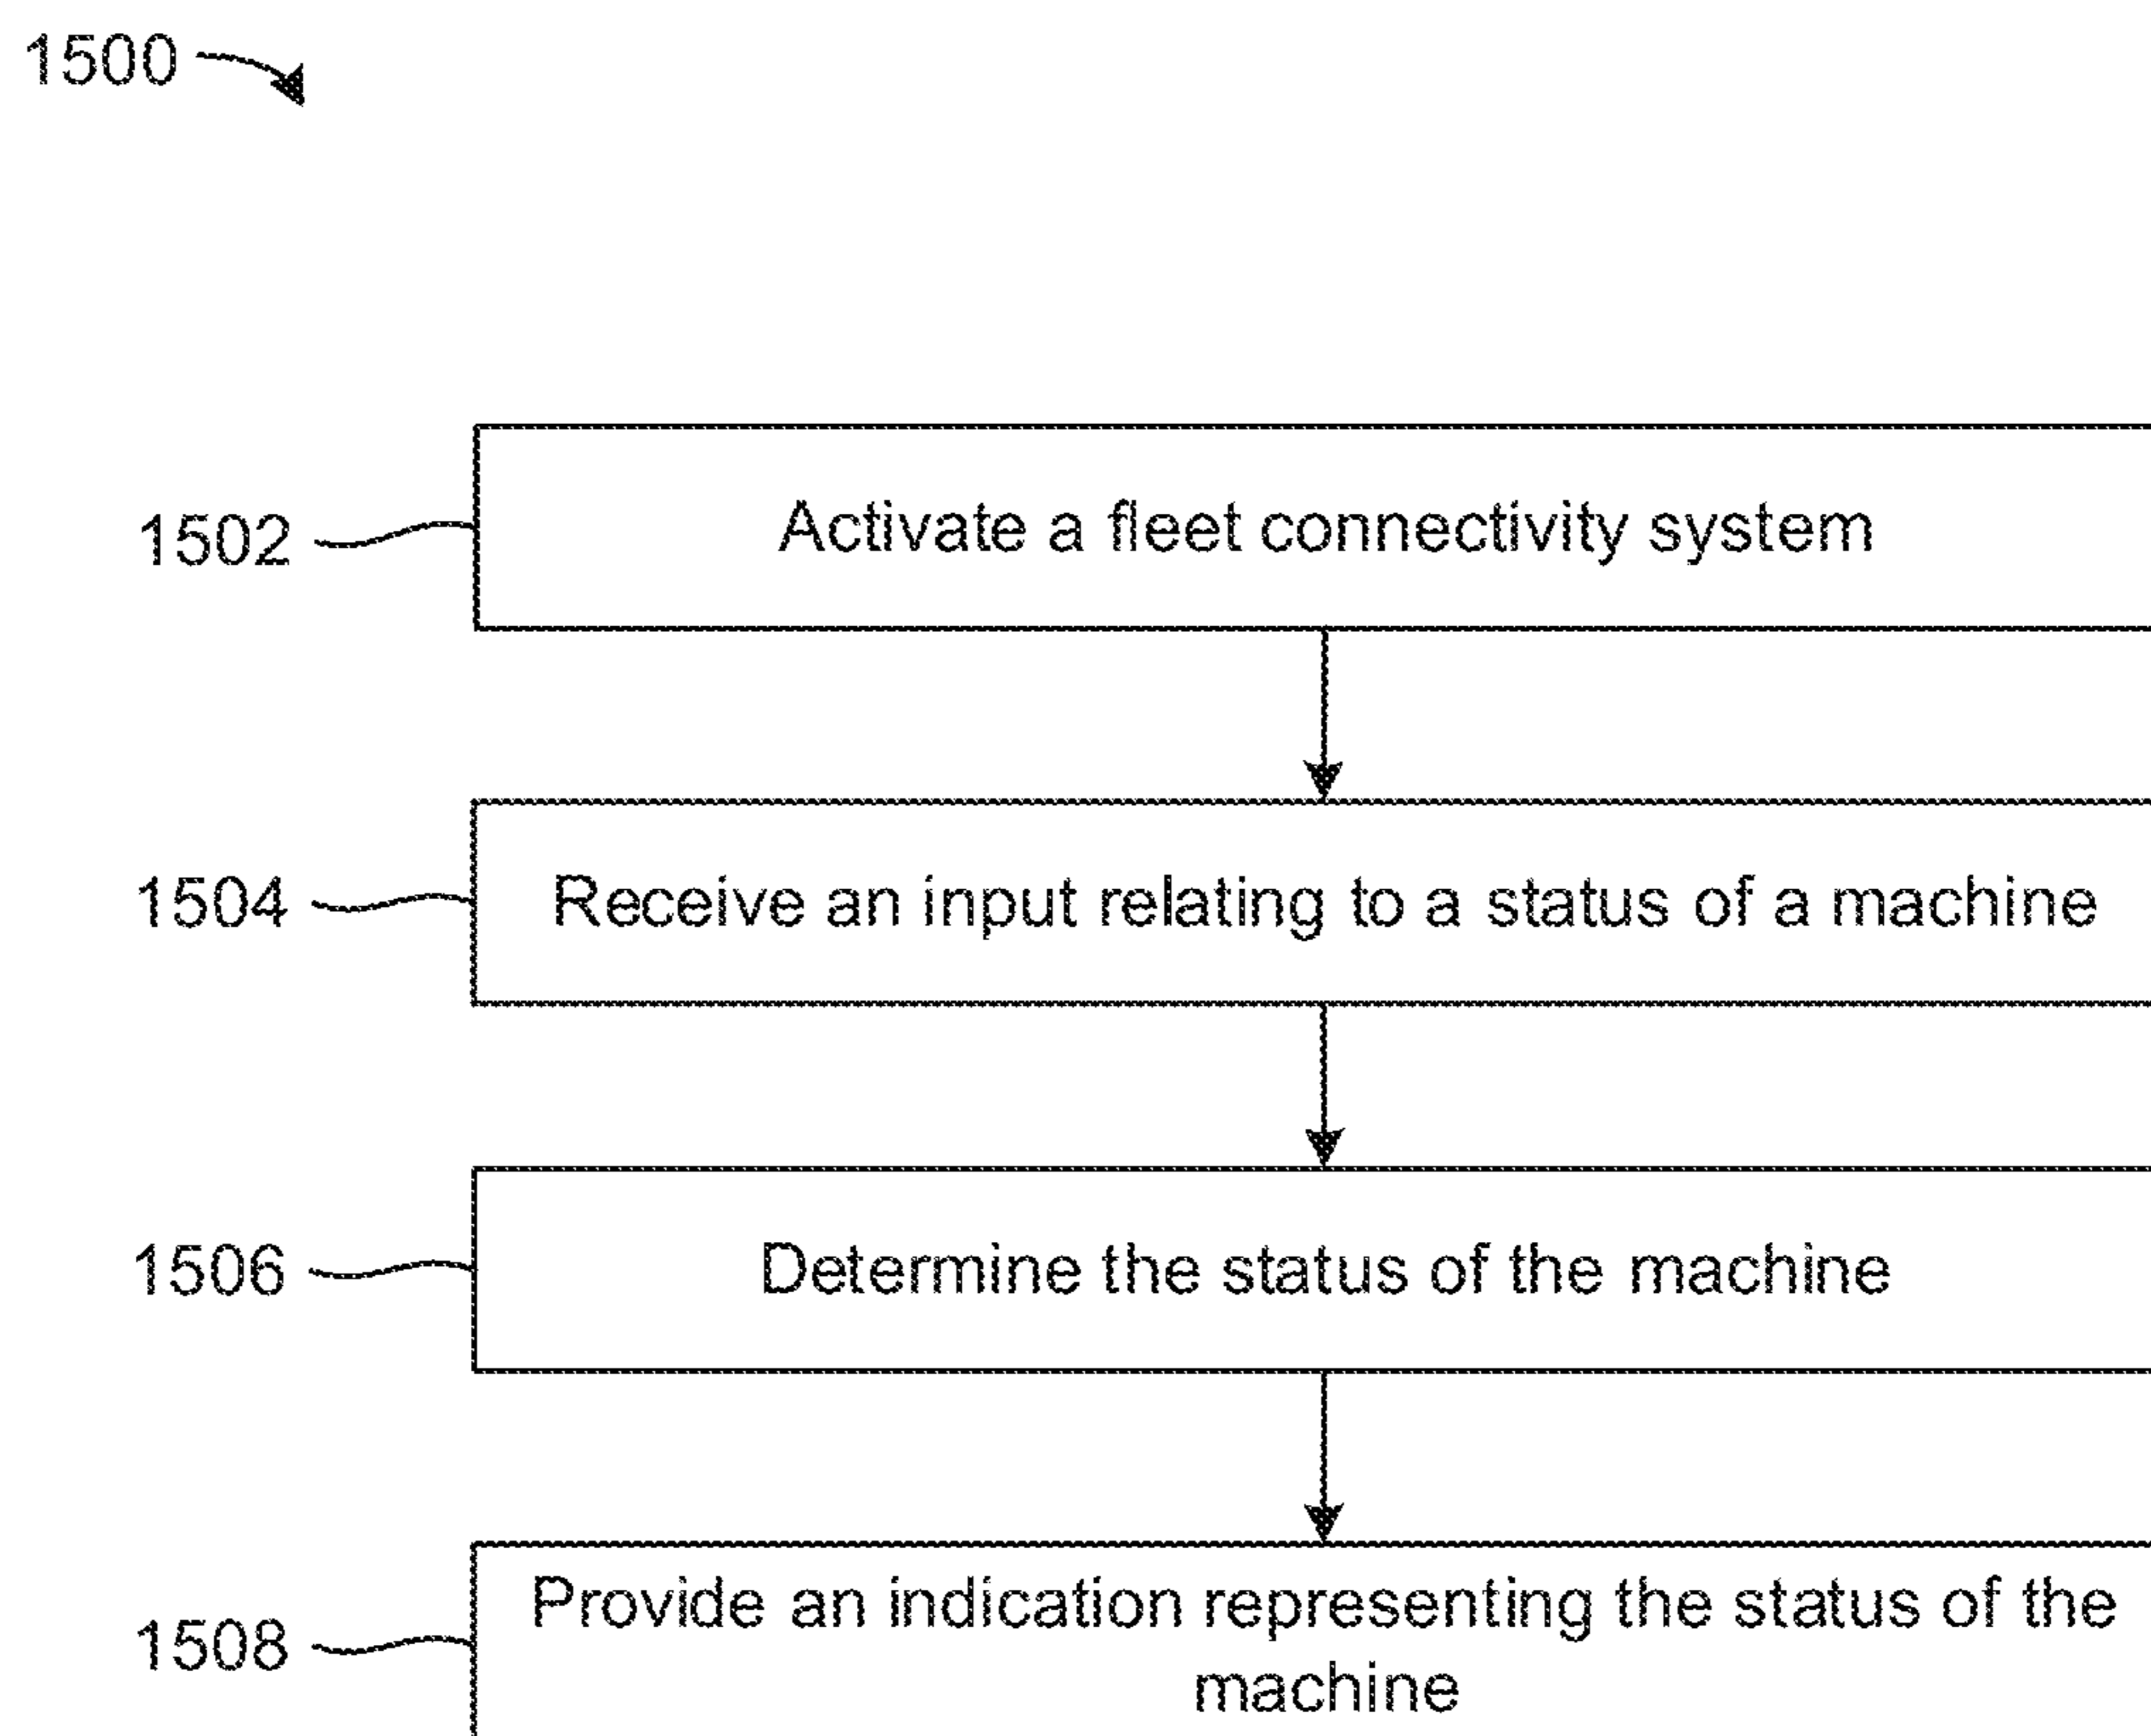 1500
1502
Activate a fleet connectivity system
1504
Receive an input relating to a status of a machine
1506
Determine the status of the machine
1508
Provide an indication representing the status of the
machine